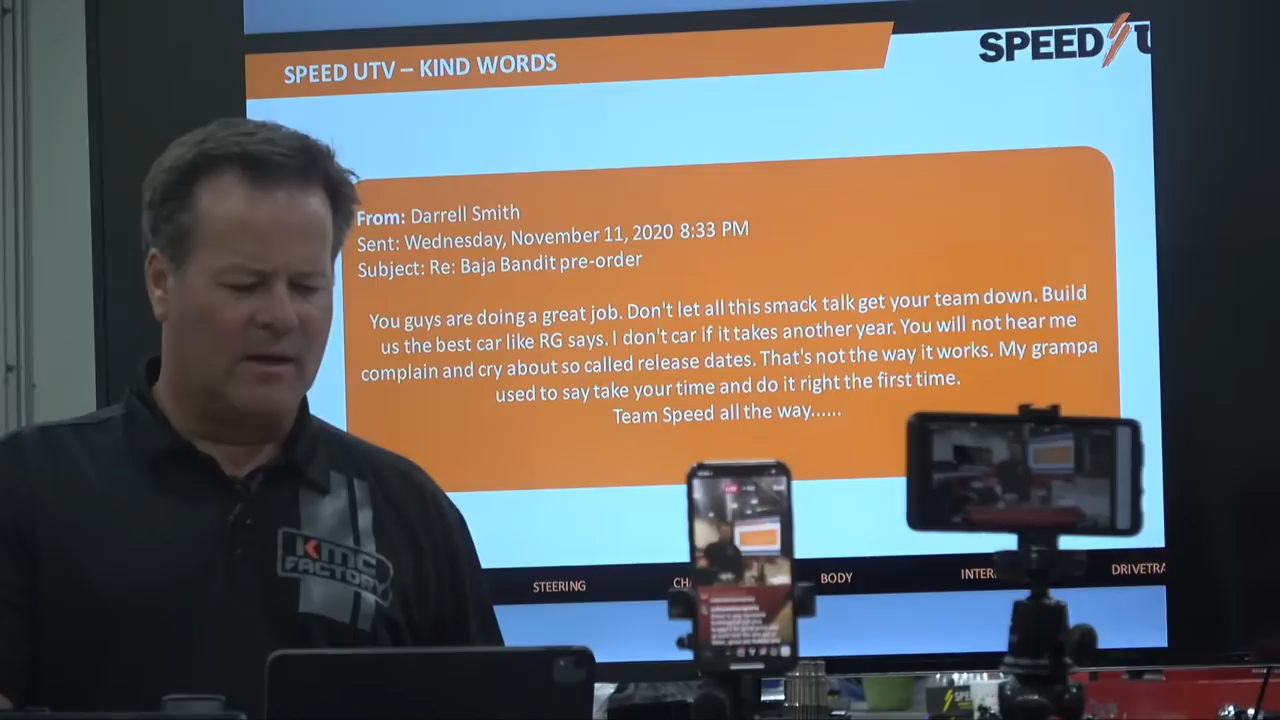 SPEED UTV – KIND WORDS
SPEED U
From: Darrell Smith
Sent: Wednesday, November 11, 2020 8:33 PM
Subject: Re: Baja Bandit pre-order
You guys are doing a great job. Don't let all this smack talk get your team down. Build
us the best car like RG says. I don't car if it takes another year. You will not hear me
complain and cry about so called release dates. That's not the way it works. My grampa
used to say take your time and do it right the first time.
Team Speed all the way......
KMC
FACTORY
STEERING
CH
BODY
INTER
DRIVETRA